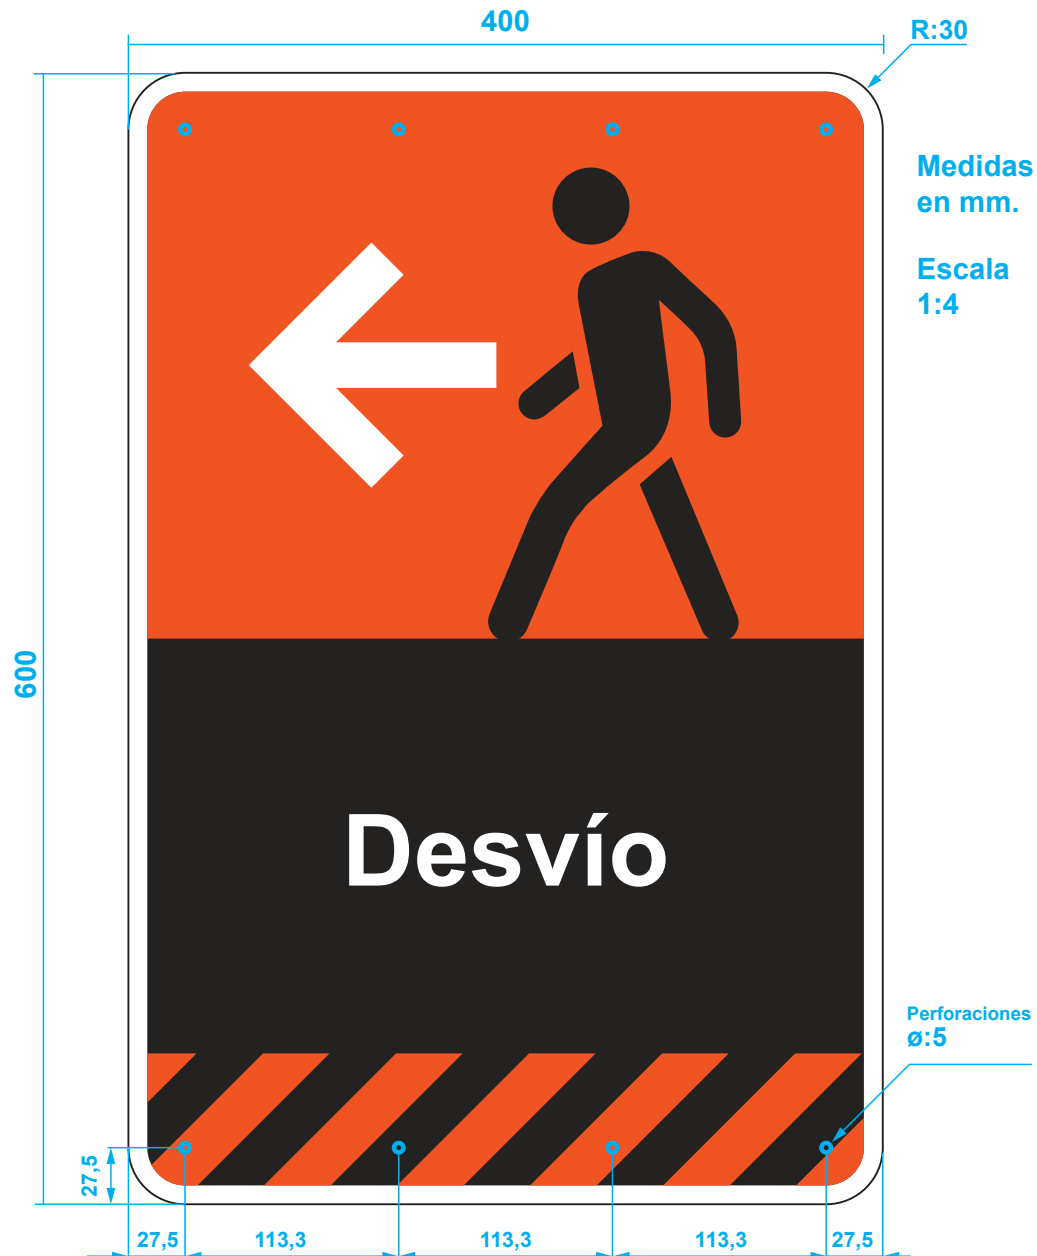 400
R:30
Medidas
en mm.
Escala
1:4
600
Desvío
Perforaciones
ø:5
27,5
27,5 113,3 113,3 113,3 27,5